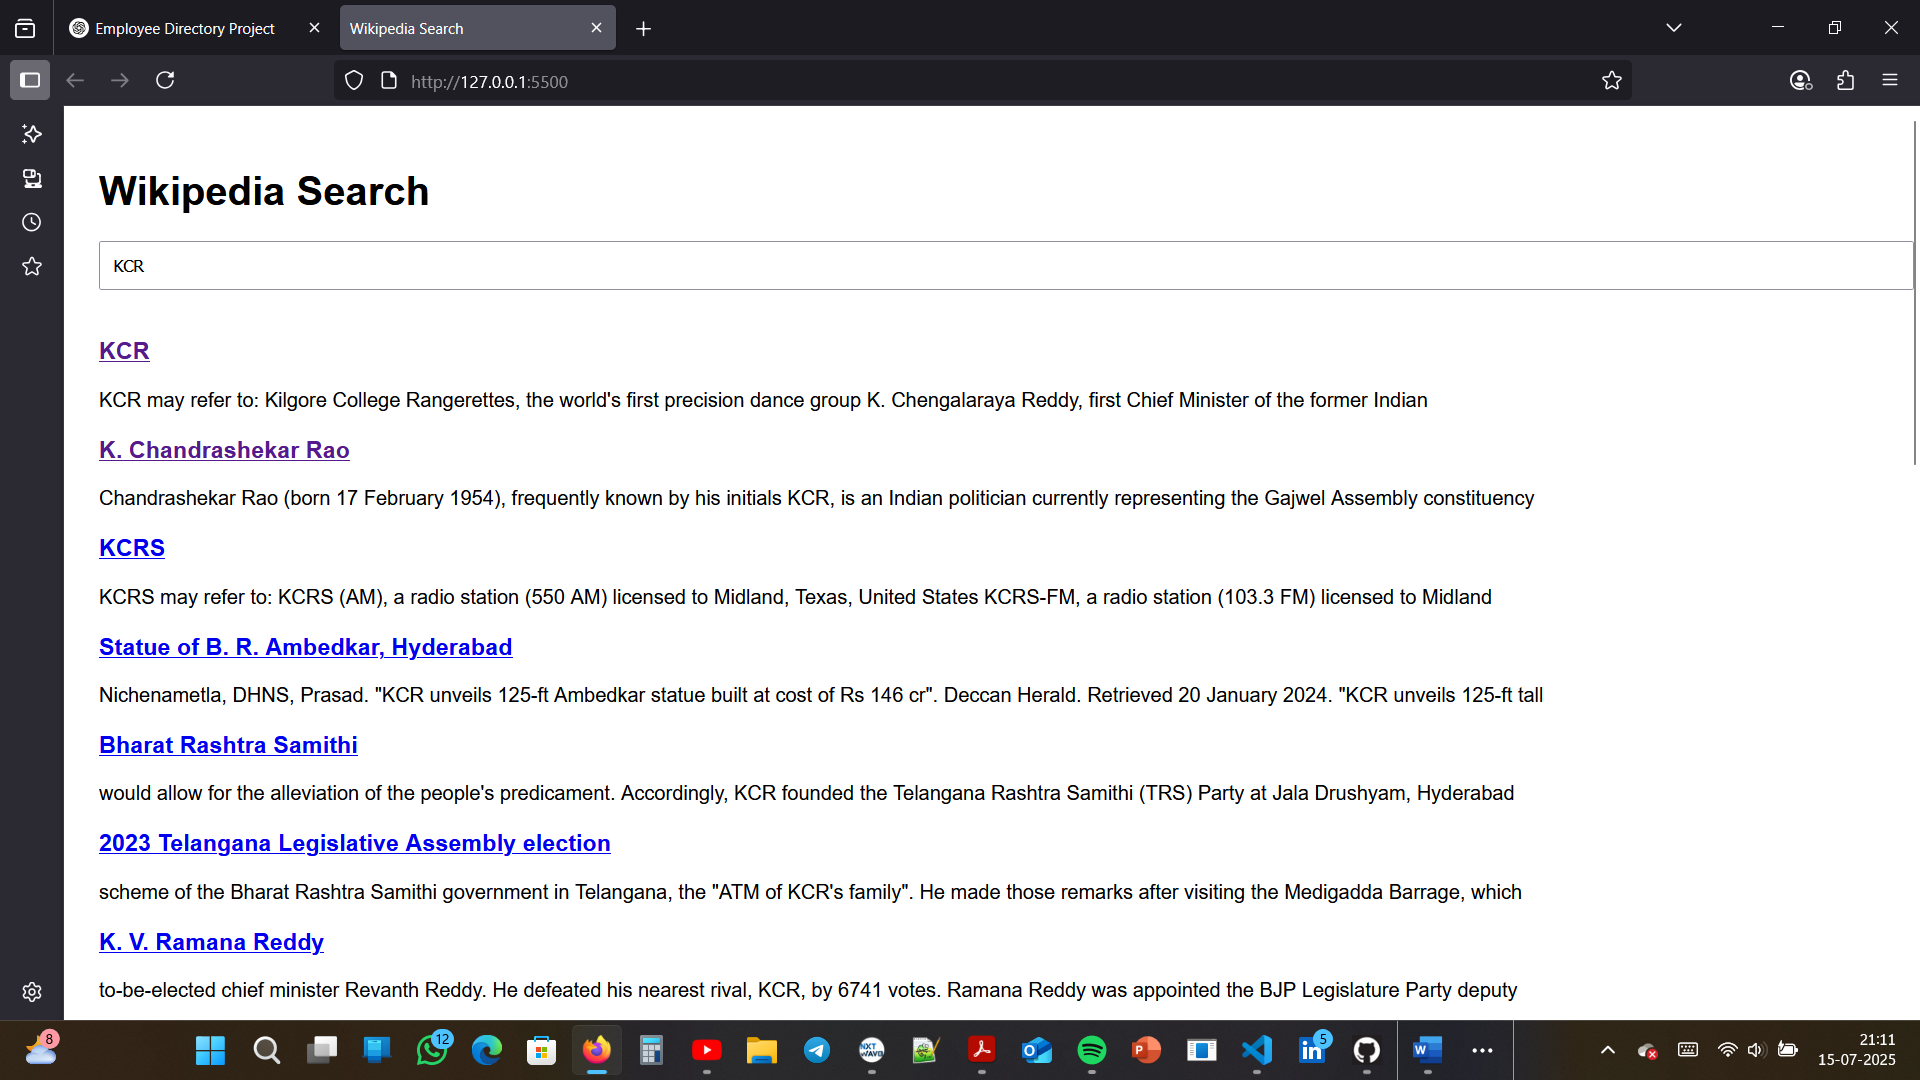 Employee Directory Project
Wikipedia Search
http://127.0.0.1:5500
Wikipedia Search
KCR
KCR
KCR may refer to: Kilgore College Rangerettes, the world's first precision dance group K. Chengalaraya Reddy, first Chief Minister of the former Indian
K. Chandrashekar Rao
Chandrashekar Rao (born 17 February 1954), frequently known by his initials KCR, is an Indian politician currently representing the Gajwel Assembly constituency
KCRS
KCRS may refer to: KCRS (AM), a radio station (550 AM) licensed to Midland, Texas, United States KCRS-FM, a radio station (103.3 FM) licensed to Midland
Statue of B. R. Ambedkar, Hyderabad
Nichenametla, DHNS, Prasad. "KCR unveils 125-ft Ambedkar statue built at cost of Rs 146 cr". Deccan Herald. Retrieved 20 January 2024. "KCR unveils 125-ft tall
Bharat Rashtra Samithi
would allow for the alleviation of the people's predicament. Accordingly, KCR founded the Telangana Rashtra Samithi (TRS) Party at Jala Drushyam, Hyderabad
2023 Telangana Legislative Assembly election
scheme of the Bharat Rashtra Samithi government in Telangana, the "ATM of KCR's family". He made those remarks after visiting the Medigadda Barrage, which
K. V. Ramana Reddy
to-be-elected chief minister Revanth Reddy. He defeated his nearest rival, KCR, by 6741 votes. Ramana Reddy was appointed the BJP Legislature Party deputy
8
12
NXT
WAVE
5
21:11
15-07-2025